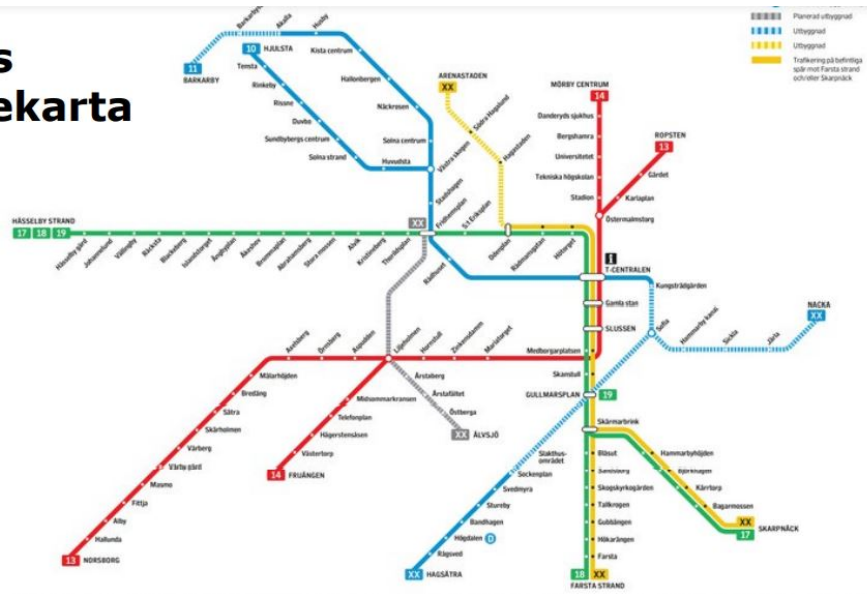 s
ekarta
Planerad utbyggnad
Utbyggnad
Utbyggnad
Trafikering på befintliga
spår mot Farsta strand
och/eller Skarpnäck
Akalla
Husby
10 HJULSTA
Kista centrum
11
BARKARBY
Tensta
Hallonbergen
Rinkeby
Rissne
Näckrosen
Duvbo
Sundbybergs centrum
Solna centrum
Solna strand
Huvudsta
Västra skogen
Stadshagen
Fridhemsplan
XX
ARENASTADEN
XX
Södra Hagalund
Hagastaden
MÖRBY CENTRUM
14
Danderyds sjukhus
Bergshamra
Universitetet
Tekniska högskolan
Stadion
ROPSTEN
13
Gärdet
Karlaplan
Östermalmstorg
HÄSSELBY STRAND
17 18 19
Hässelby gård
Johannelund
Vällingby
Råcksta
Blackeberg
Islandstorget
Ängbyplan
Åkeshov
Brommaplan
Abrahamsberg
Stora mossen
Alvik
Kristineberg
Thorildsplan
S:t Eriksplan
Odenplan
Rådmansgatan
Hötorget
Rådhuset
T-CENTRALEN
Kungsträdgården
Gamla stan
SLUSSEN
Sofia
Hammarby kanal
Sickla
Järla
NACKA
XX
Medborgarplatsen
Skanstull
GULLMARSPLAN
19
Skärmarbrink
Axelsberg
Örnsberg
Aspudden
Liljeholmen
Hornstull
Zinkensdamm
Mariatorget
Mälarhöjden
Bredäng
Sätra
Skärholmen
Vårberg
Vårby gård
Masmo
Fittja
Alby
Hallunda
13 NORSBORG
Midsommarkransen
Telefonplan
Hägerstensåsen
Västertorp
14 FRUÄNGEN
Årstaberg
Årstafältet
Östberga
XX ÄLVSJÖ
Slakthus-
området
Sockenplan
Svedmyra
Stureby
Bandhagen
Högdalen D
Rågsved
XX HAGSÄTRA
Blåsut
Sandsborg
Skogskyrkogården
Tallkrogen
Gubbängen
Hökarängen
Farsta
18 XX
FARSTA STRAND
Hammarbyhöjden
Björkhagen
Kärrtorp
Bagarmossen
XX
17
SKARPNÄCK